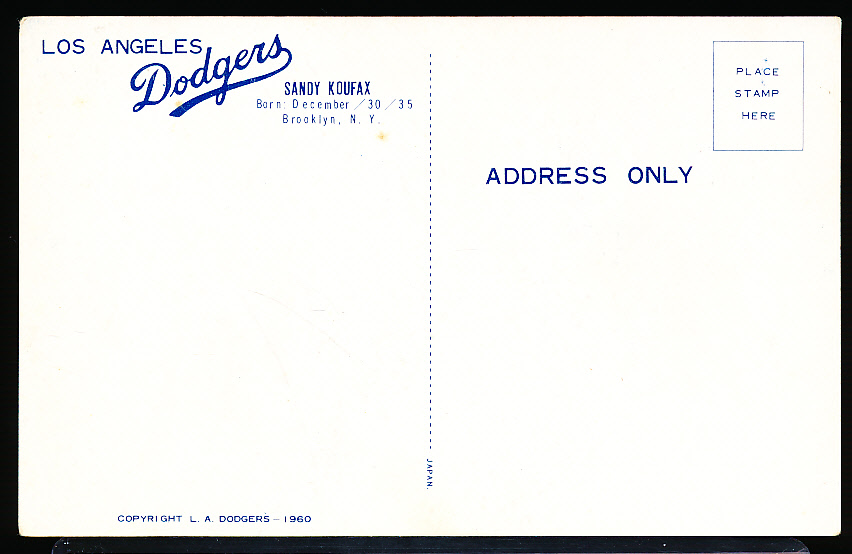 LOS ANGELES
Dodgers
SANDY KOUFAX
Born: December/30/35
Brooklyn, N. Y.
PLACE
STAMP
HERE
ADDRESS ONLY
JAPAN.
COPYRIGHT L. A. DODGERS - 1960